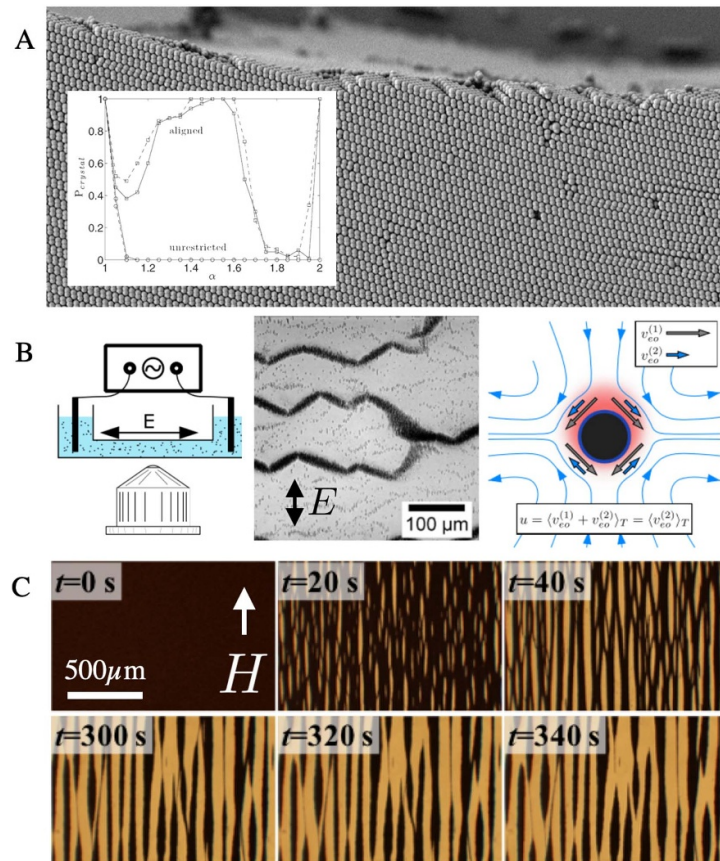 A
1
0.8
0.6
0.4
0.2
0
P_crystal
aligned
unrestricted
1 1.2 1.4 1.6 1.8 2
α
B
E
E
100 μm
v_eo^(1)
v_eo^(2)
u = ⟨v_eo^(1) + v_eo^(2)⟩_T = ⟨v_eo^(2)⟩_T
C
t=0 s
H
500μm
t=20 s
t=40 s
t=300 s
t=320 s
t=340 s